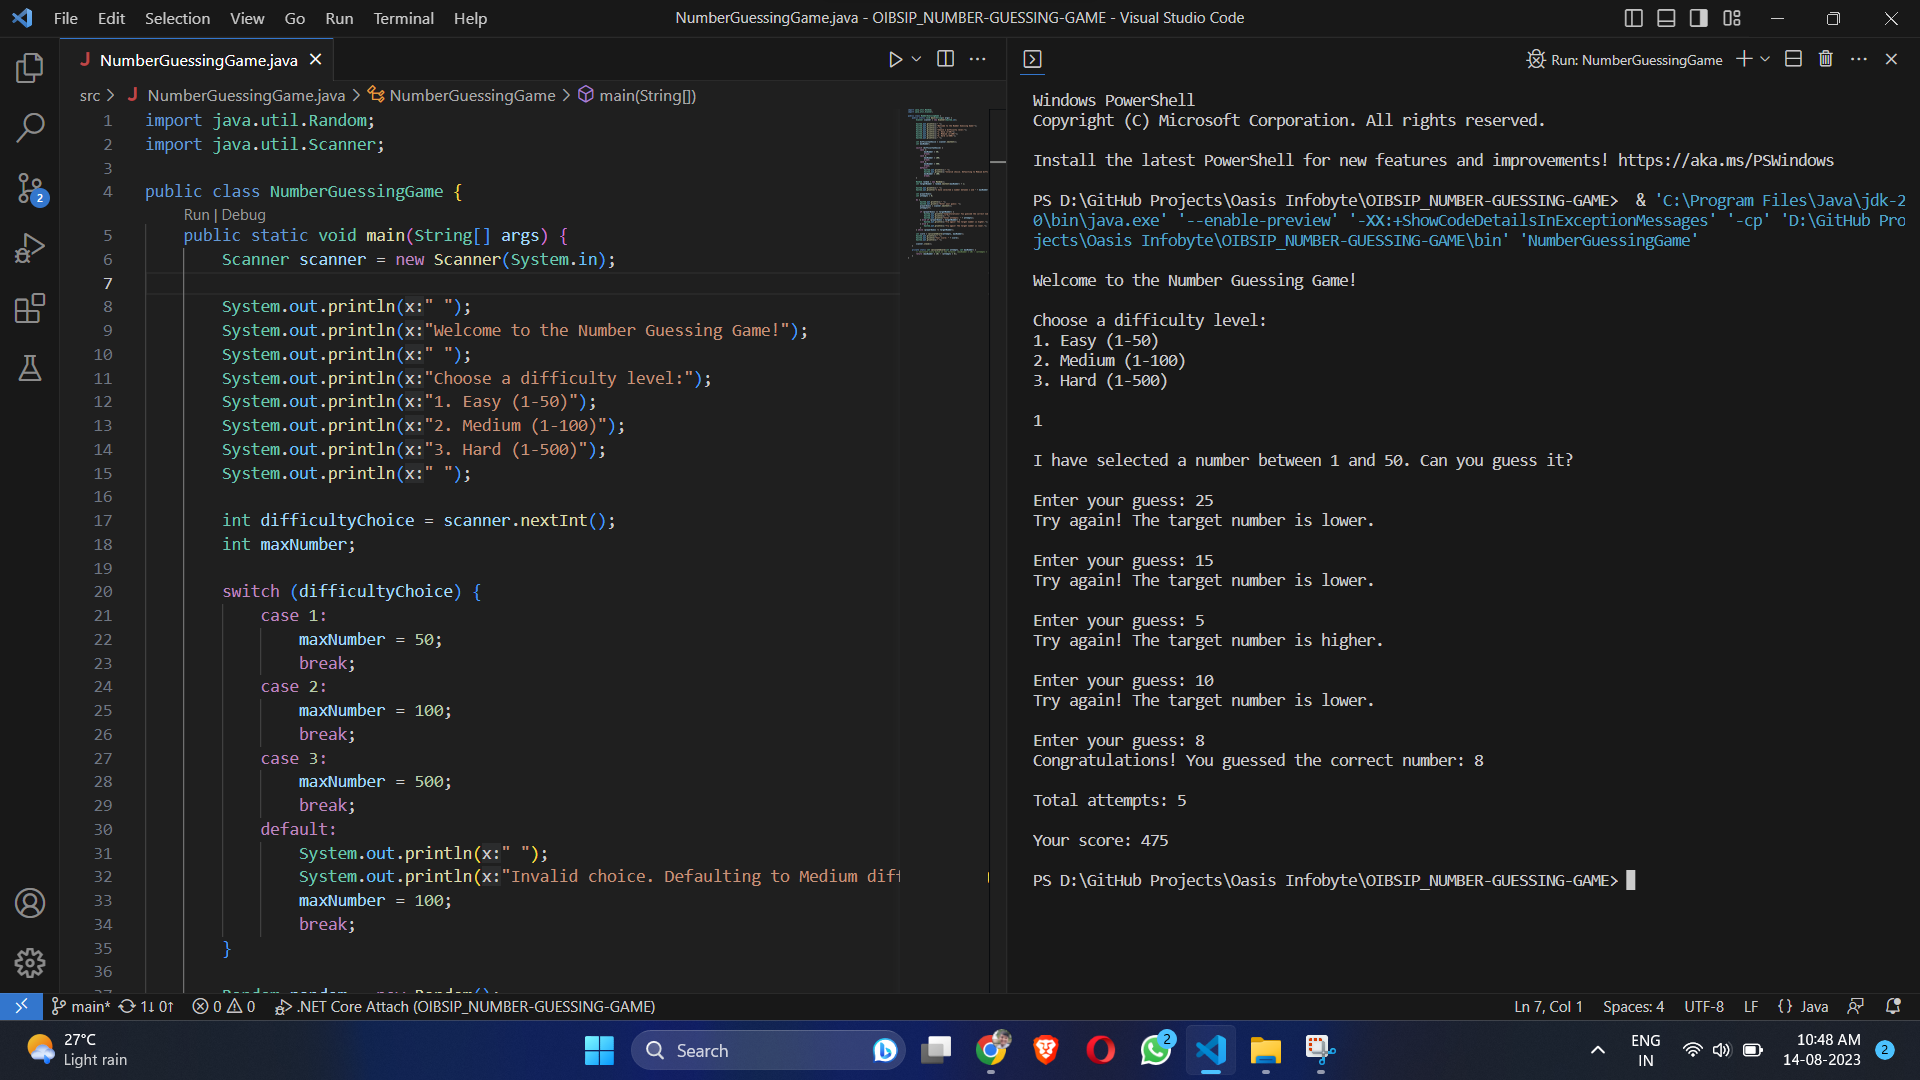 File Edit Selection View Go Run Terminal Help
NumberGuessingGame.java - OIBSIP_NUMBER-GUESSING-GAME - Visual Studio Code
J NumberGuessingGame.java
src > J NumberGuessingGame.java > NumberGuessingGame > main(String[])
1 import java.util.Random;
2 import java.util.Scanner;
3
4 public class NumberGuessingGame {
Run | Debug
5 public static void main(String[] args) {
6 Scanner scanner = new Scanner(System.in);
7
8 System.out.println(x:" ");
9 System.out.println(x:"Welcome to the Number Guessing Game!");
10 System.out.println(x:" ");
11 System.out.println(x:"Choose a difficulty level:");
12 System.out.println(x:"1. Easy (1-50)");
13 System.out.println(x:"2. Medium (1-100)");
14 System.out.println(x:"3. Hard (1-500)");
15 System.out.println(x:" ");
16
17 int difficultyChoice = scanner.nextInt();
18 int maxNumber;
19
20 switch (difficultyChoice) {
21 case 1:
22 maxNumber = 50;
23 break;
24 case 2:
25 maxNumber = 100;
26 break;
27 case 3:
28 maxNumber = 500;
29 break;
30 default:
31 System.out.println(x:" ");
32 System.out.println(x:"Invalid choice. Defaulting to Medium diff
33 maxNumber = 100;
34 break;
35 }
36
Random random = new Random();
2
Run: NumberGuessingGame
Windows PowerShell
Copyright (C) Microsoft Corporation. All rights reserved.
Install the latest PowerShell for new features and improvements! https://aka.ms/PSWindows
PS D:\GitHub Projects\Oasis Infobyte\OIBSIP_NUMBER-GUESSING-GAME> & 'C:\Program Files\Java\jdk-2
0\bin\java.exe' '--enable-preview' '-XX:+ShowCodeDetailsInExceptionMessages' '-cp' 'D:\GitHub Pro
jects\Oasis Infobyte\OIBSIP_NUMBER-GUESSING-GAME\bin' 'NumberGuessingGame'
Welcome to the Number Guessing Game!
Choose a difficulty level:
1. Easy (1-50)
2. Medium (1-100)
3. Hard (1-500)
1
I have selected a number between 1 and 50. Can you guess it?
Enter your guess: 25
Try again! The target number is lower.
Enter your guess: 15
Try again! The target number is lower.
Enter your guess: 5
Try again! The target number is higher.
Enter your guess: 10
Try again! The target number is lower.
Enter your guess: 8
Congratulations! You guessed the correct number: 8
Total attempts: 5
Your score: 475
PS D:\GitHub Projects\Oasis Infobyte\OIBSIP_NUMBER-GUESSING-GAME>
main* 1↓ 0↑ 0 0 .NET Core Attach (OIBSIP_NUMBER-GUESSING-GAME)
Ln 7, Col 1 Spaces: 4 UTF-8 LF {} Java
27°C
Light rain
Search
2
ENG
IN
10:48 AM
14-08-2023
2